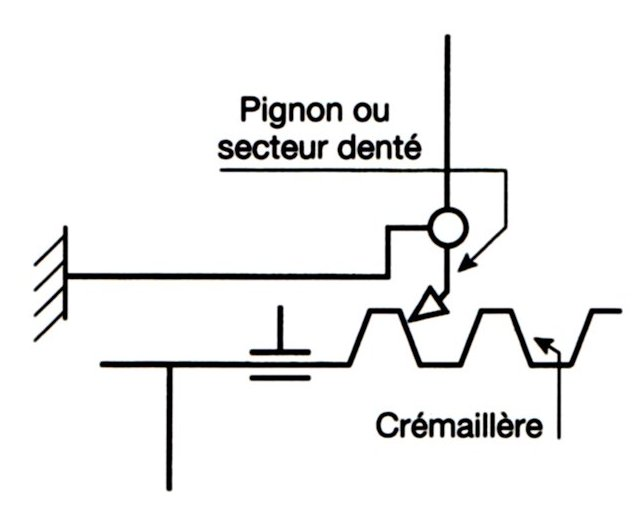 Pignon ou
secteur denté
Crémaillère